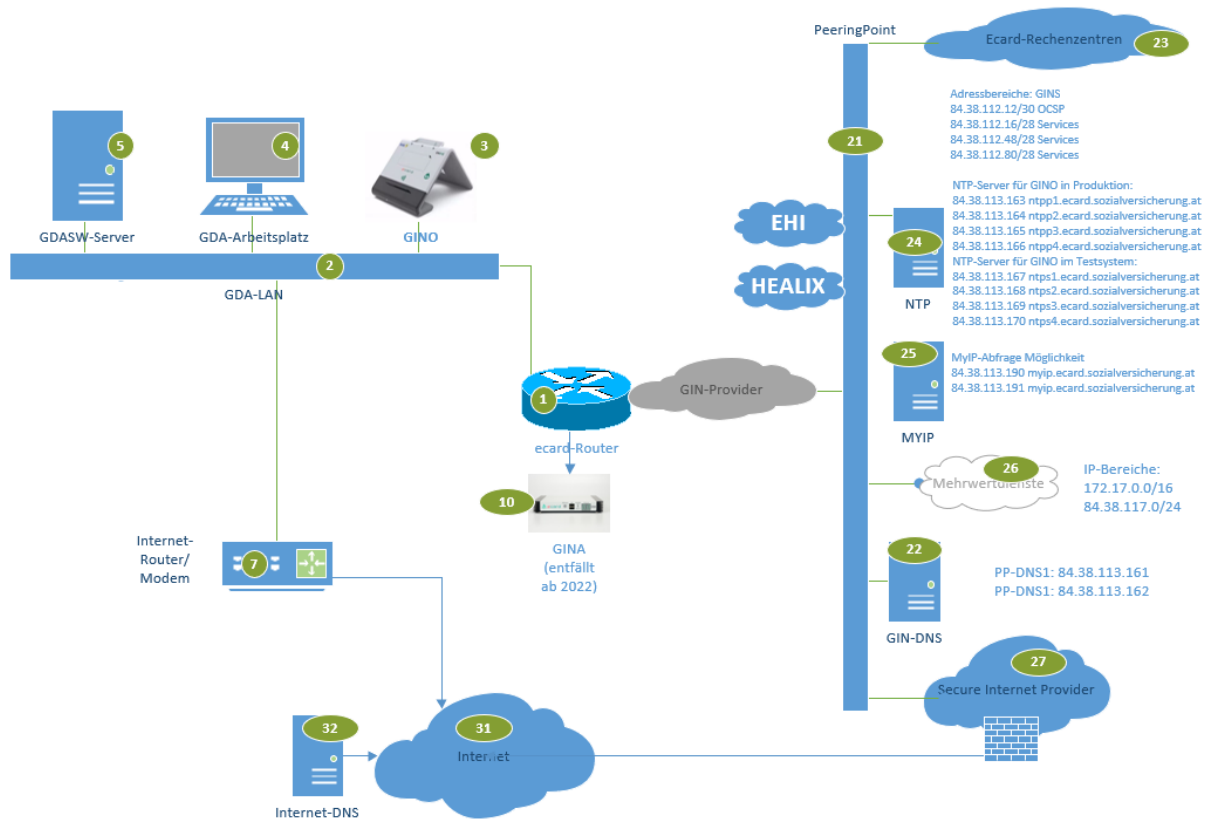 PeeringPoint
Ecard-Rechenzentren
23
Adressbereiche: GINS
84.38.112.12/30 OCSP
84.38.112.16/28 Services
84.38.112.48/28 Services
84.38.112.80/28 Services
5
4
3
21
GDASW-Server
GDA-Arbeitsplatz
GINO
2
GDA-LAN
EHI
HEALIX
24
NTP
NTP-Server für GINO in Produktion:
84.38.113.163 ntpp1.ecard.sozialversicherung.at
84.38.113.164 ntpp2.ecard.sozialversicherung.at
84.38.113.165 ntpp3.ecard.sozialversicherung.at
84.38.113.166 ntpp4.ecard.sozialversicherung.at
NTP-Server für GINO im Testsystem:
84.38.113.167 ntps1.ecard.sozialversicherung.at
84.38.113.168 ntps2.ecard.sozialversicherung.at
84.38.113.169 ntps3.ecard.sozialversicherung.at
84.38.113.170 ntps4.ecard.sozialversicherung.at
25
MYIP
MyIP-Abfrage Möglichkeit
84.38.113.190 myip.ecard.sozialversicherung.at
84.38.113.191 myip.ecard.sozialversicherung.at
1
GIN-Provider
ecard-Router
10
GINA
(entfällt
ab 2022)
26
Mehrwertdienste
IP-Bereiche:
172.17.0.0/16
84.38.117.0/24
Internet-
Router/
Modem
7
22
GIN-DNS
PP-DNS1: 84.38.113.161
PP-DNS1: 84.38.113.162
27
Secure Internet Provider
32
Internet-DNS
31
Internet